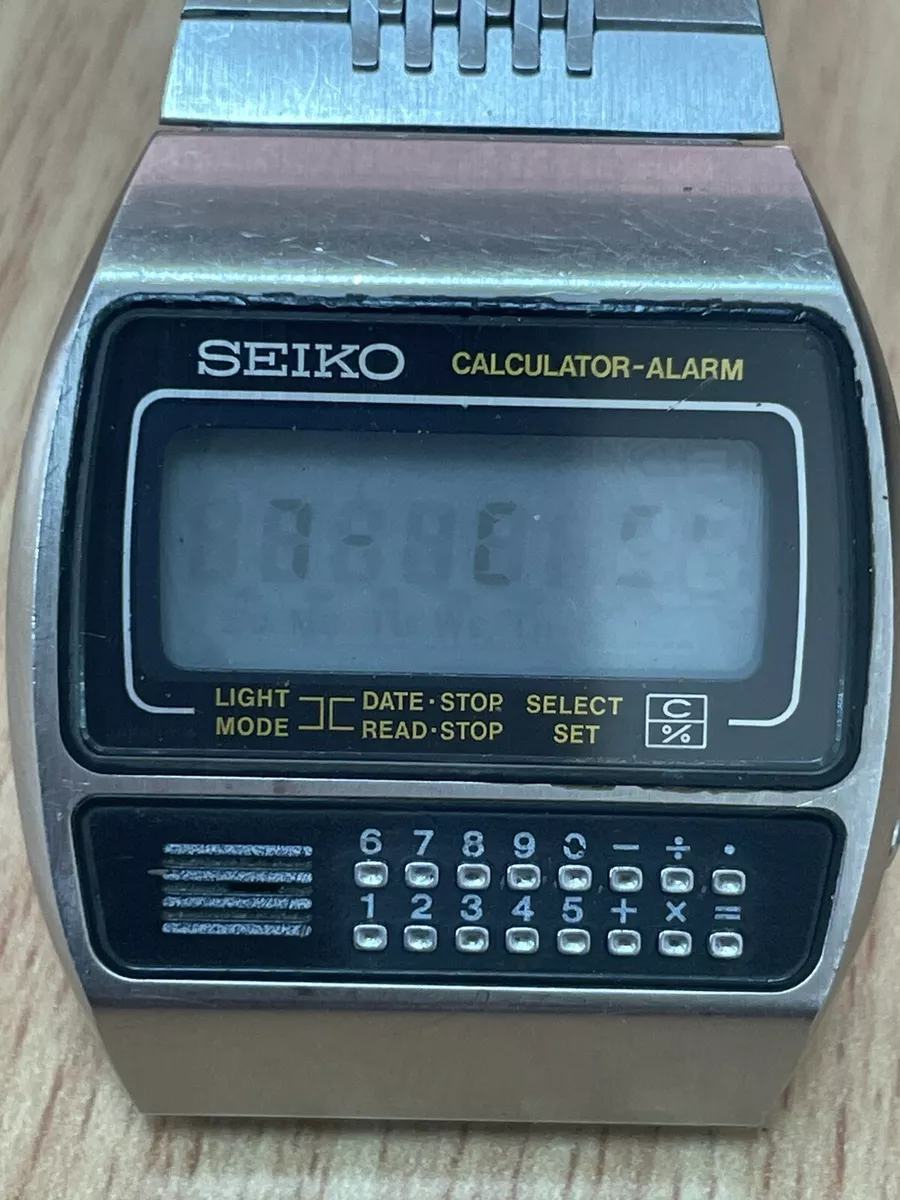 SEIKO CALCULATOR-ALARM
LIGHT DATE·STOP SELECT C
MODE READ·STOP SET %
6 7 8 9 0 − ÷ ·
1 2 3 4 5 + × =